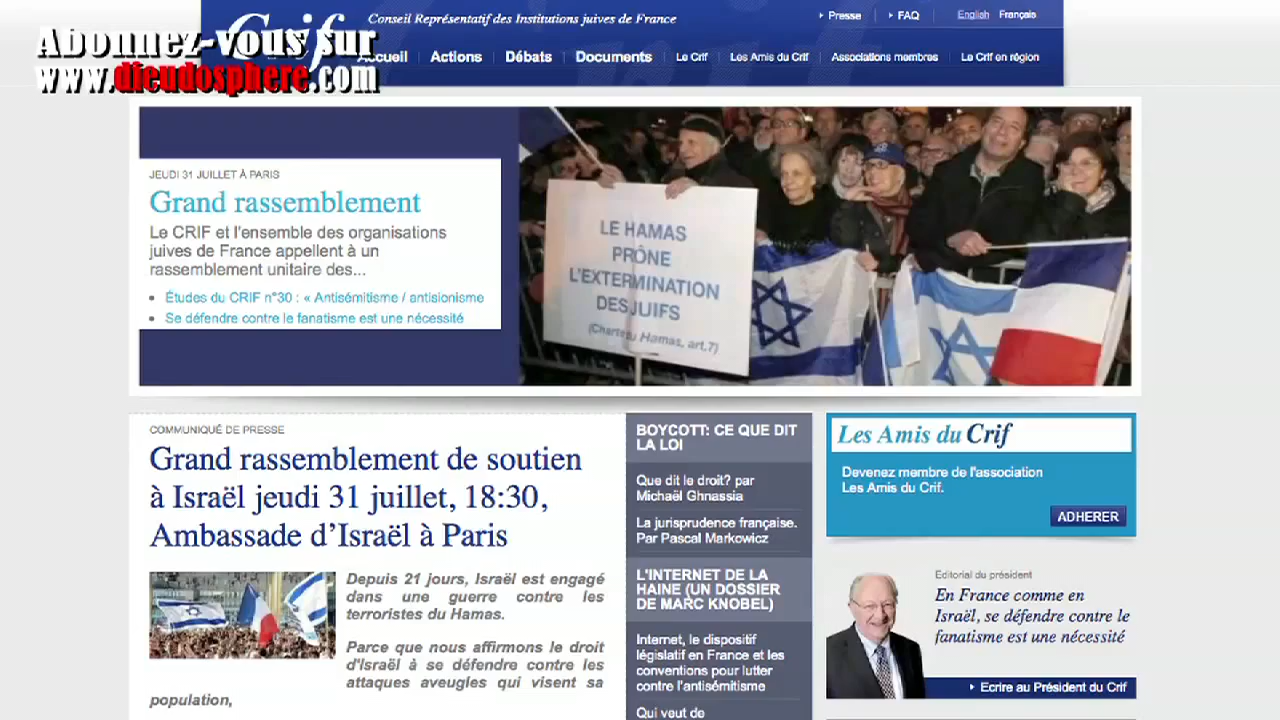 Crif
Conseil Représentatif des Institutions juives de France
Presse
FAQ
English Français
Abonnez-vous sur
www.dieudosphere.com
Accueil Actions Débats Documents Le Crif Les Amis du Crif Associations membres Le Crif en région
JEUDI 31 JUILLET À PARIS
Grand rassemblement
Le CRIF et l'ensemble des organisations
juives de France appellent à un
rassemblement unitaire des...
Études du CRIF n°30 : « Antisémitisme / antisionisme
Se défendre contre le fanatisme est une nécessité
LE HAMAS
PRÔNE
L'EXTERMINATION
DES JUIFS
(Charte du Hamas, art.7)
COMMUNIQUÉ DE PRESSE
Grand rassemblement de soutien
à Israël jeudi 31 juillet, 18:30,
Ambassade d'Israël à Paris
Depuis 21 jours, Israël est engagé
dans une guerre contre les
terroristes du Hamas.
Parce que nous affirmons le droit
d'Israël à se défendre contre les
attaques aveugles qui visent sa
population,
BOYCOTT: CE QUE DIT
LA LOI
Que dit le droit? par
Michaël Ghnassia
La jurisprudence française.
Par Pascal Markowicz
L'INTERNET DE LA
HAINE (UN DOSSIER
DE MARC KNOBEL)
Internet, le dispositif
législatif en France et les
conventions pour lutter
contre l'antisémitisme
Qui veut de
Les Amis du Crif
Devenez membre de l'association
Les Amis du Crif.
ADHERER
Editorial du président
En France comme en
Israël, se défendre contre le
fanatisme est une nécessité
Ecrire au Président du Crif